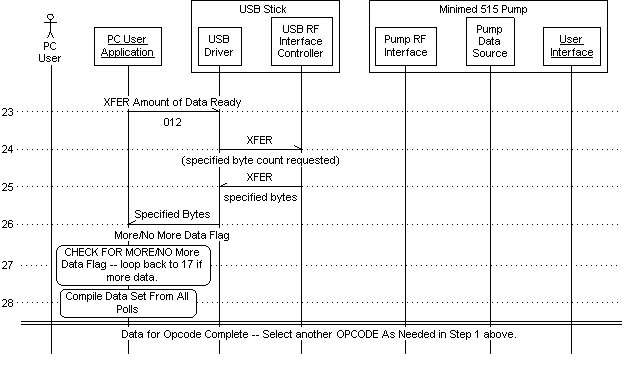 USB Stick
Minimed 515 Pump
PC
User
PC User
Application
USB
Driver
USB RF
Interface
Controller
Pump RF
Interface
Pump
Data
Source
User
Interface
23
XFER Amount of Data Ready
012
24
XFER
(specified byte count requested)
25
XFER
specified bytes
26
Specified Bytes
More/No More Data Flag
27
CHECK FOR MORE/NO More
Data Flag -- loop back to 17 if
more data.
28
Compile Data Set From All
Polls
Data for Opcode Complete -- Select another OPCODE As Needed in Step 1 above.